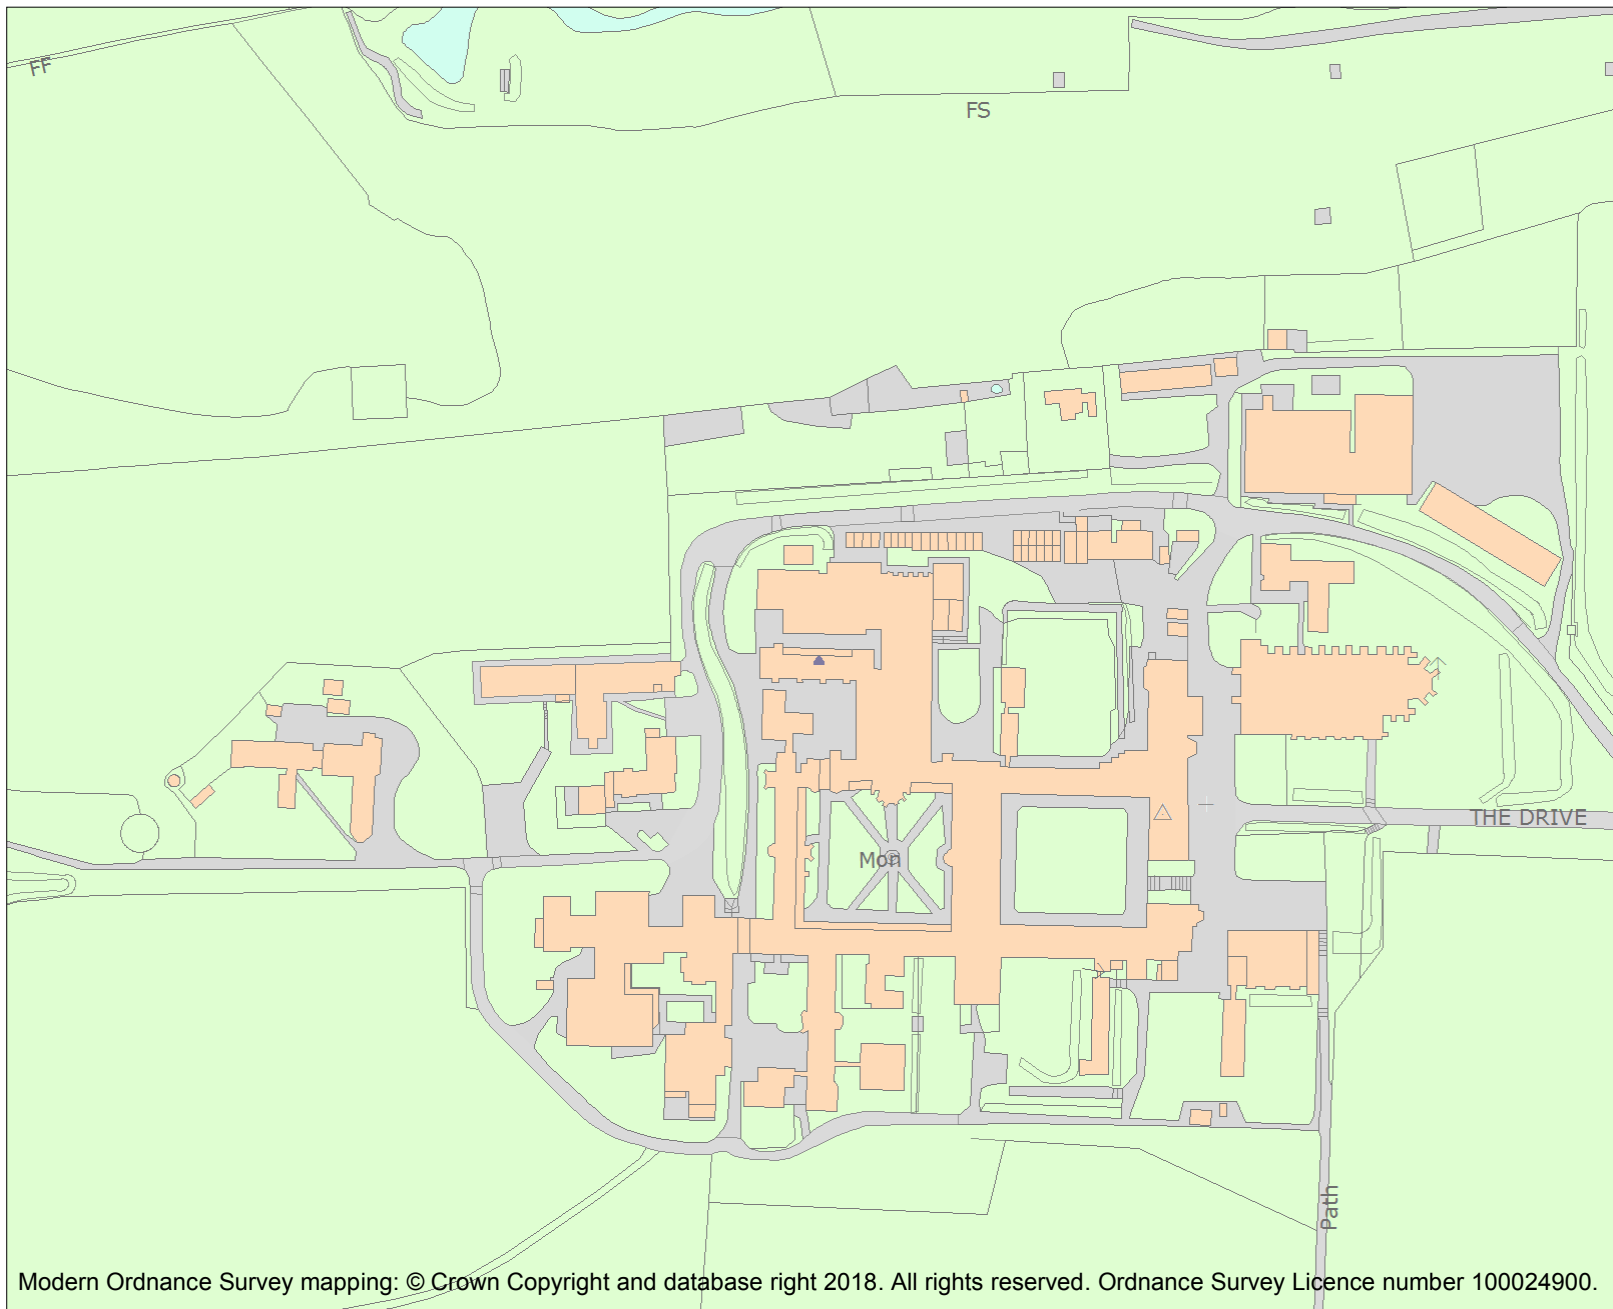 FF
FS
THE DRIVE
Mon
Path
Modern Ordnance Survey mapping: © Crown Copyright and database right 2018. All rights reserved. Ordnance Survey Licence number 100024900.